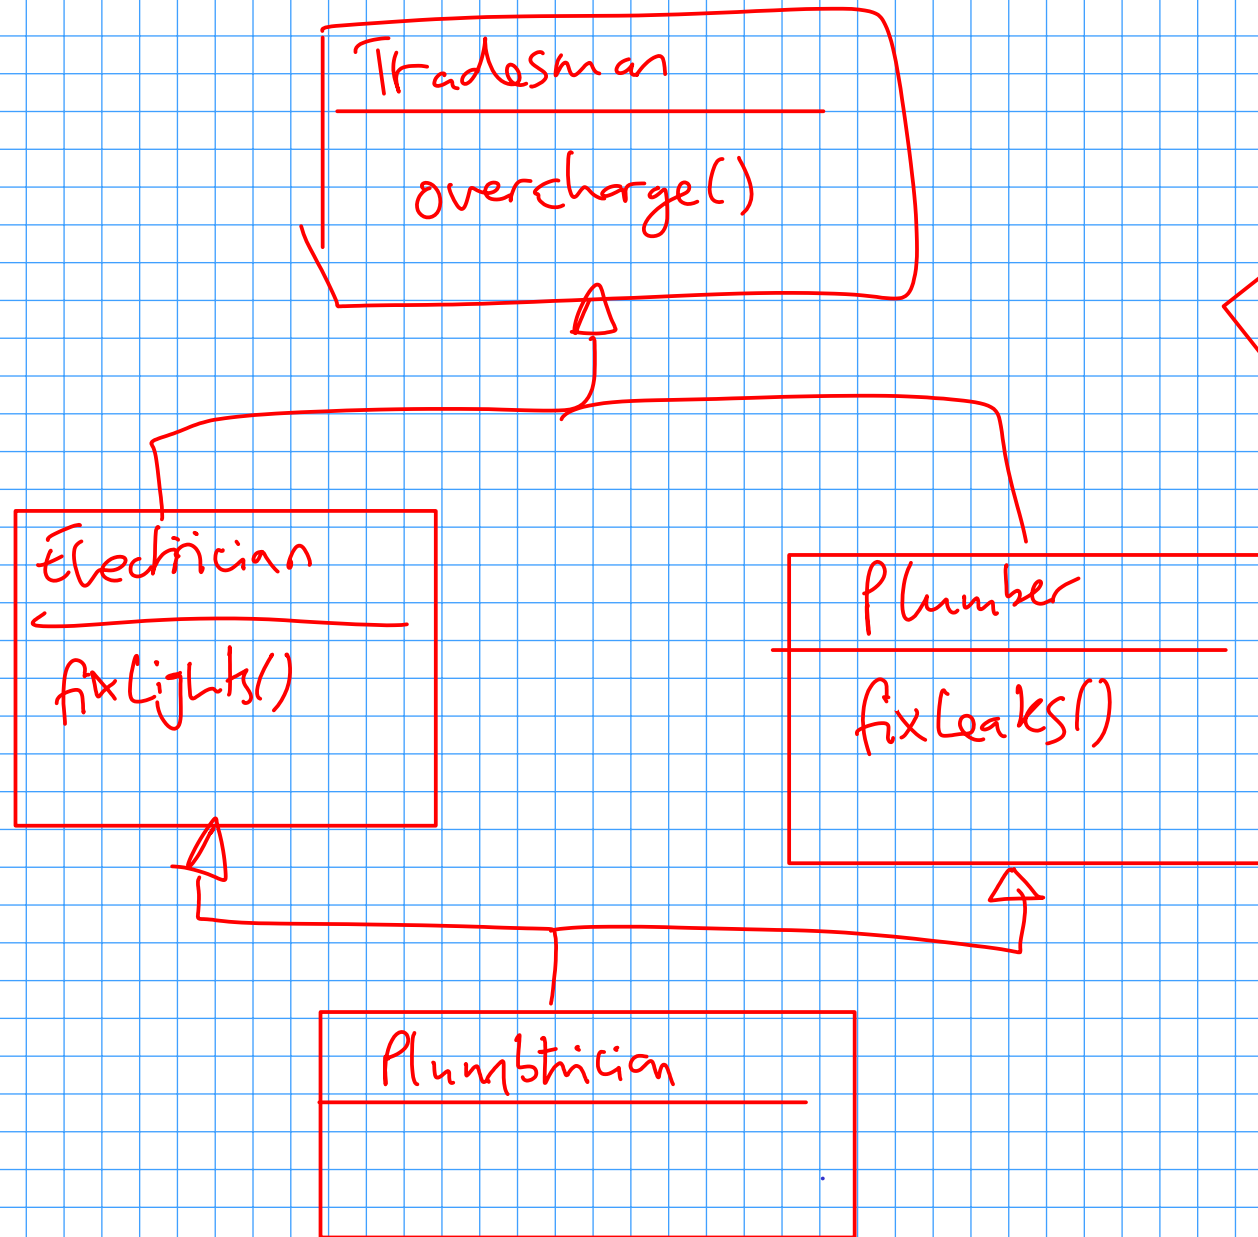 Tradesman
overcharge()
Electrician
fixLights()
Plumber
fixLeaks()
Plumbtrician